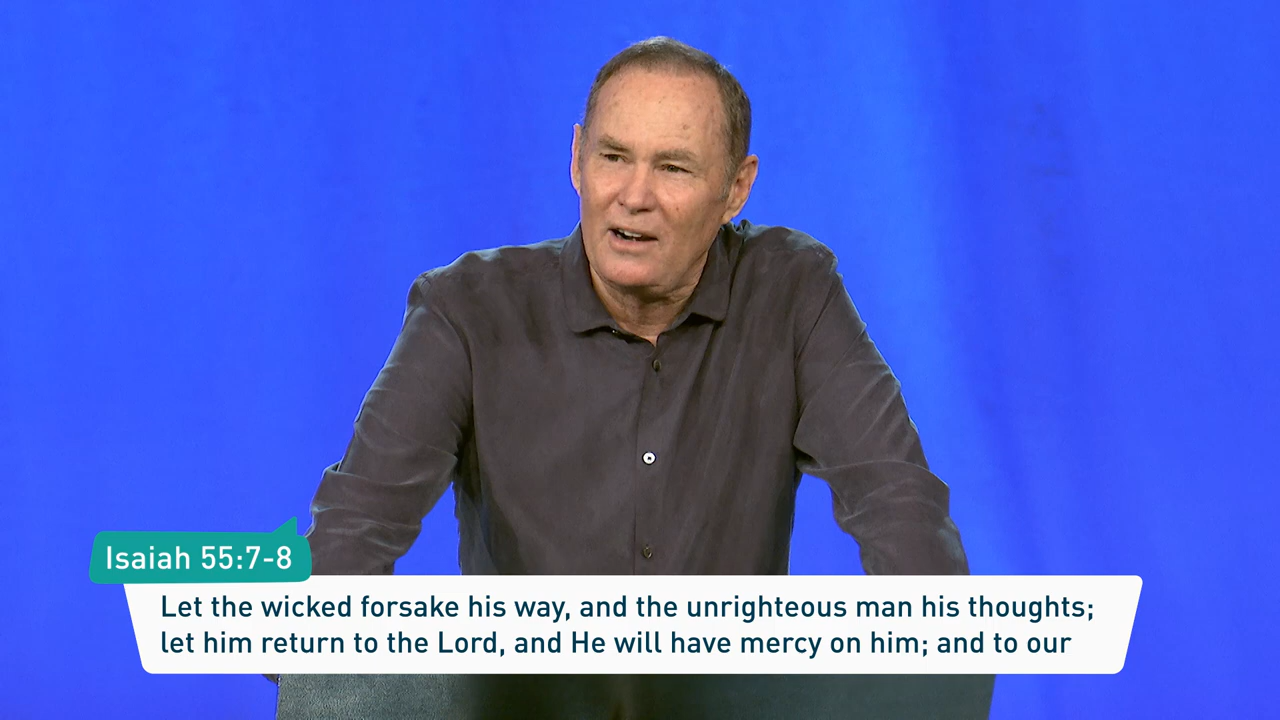 Isaiah 55:7-8
Let the wicked forsake his way, and the unrighteous man his thoughts;
let him return to the Lord, and He will have mercy on him; and to our